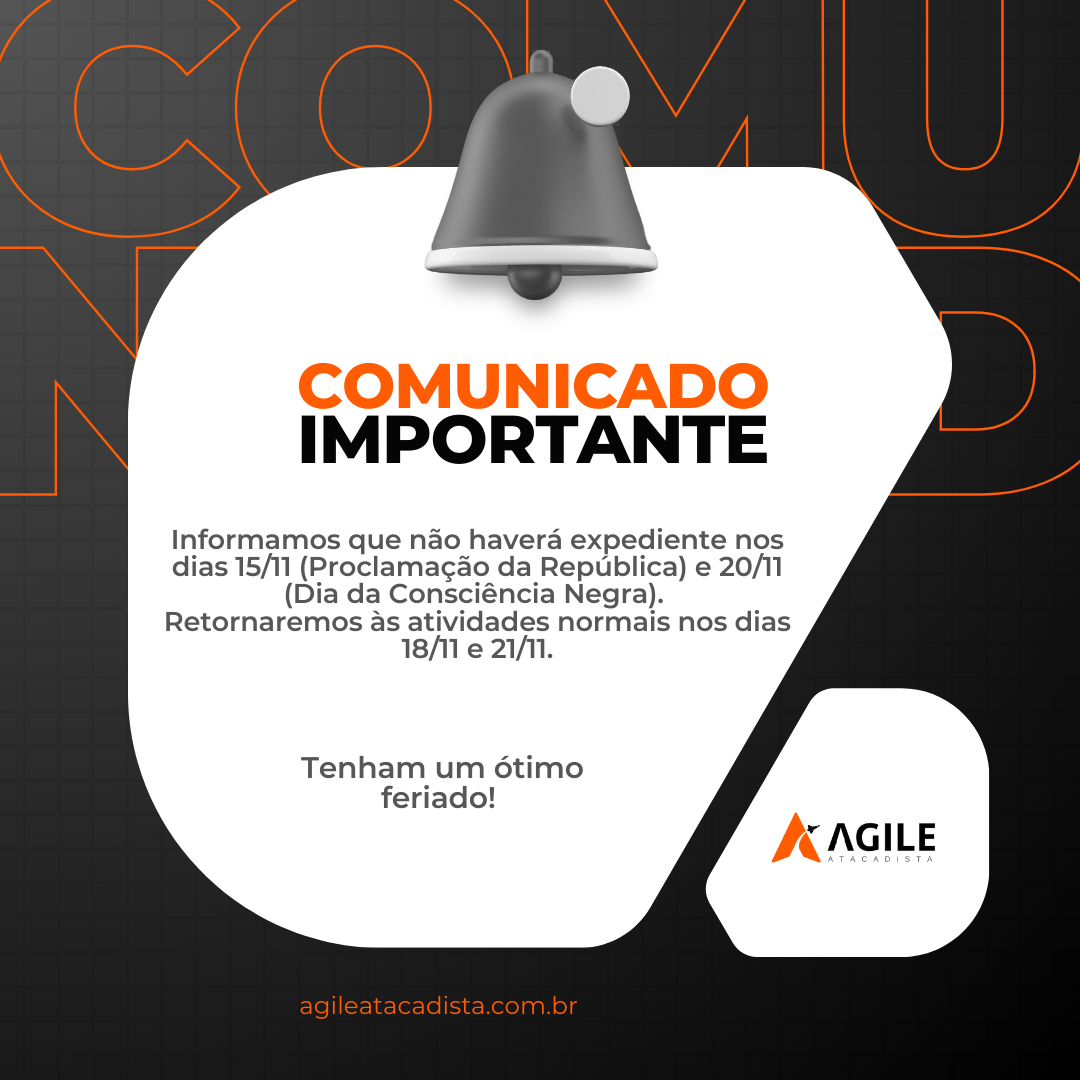 COMU
ND
COMUNICADO
IMPORTANTE
Informamos que não haverá expediente nos
dias 15/11 (Proclamação da República) e 20/11
(Dia da Consciência Negra).
Retornaremos às atividades normais nos dias
18/11 e 21/11.
Tenham um ótimo
feriado!
AGILE
ATACADISTA
agileatacadista.com.br